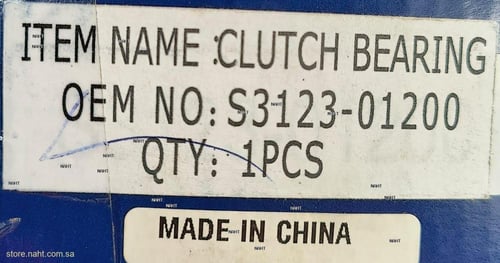 ITEM NAME :CLUTCH BEARING
OEM NO: S3123-01200
QTY: 1PCS
MADE IN CHINA
store.naht.com.sa